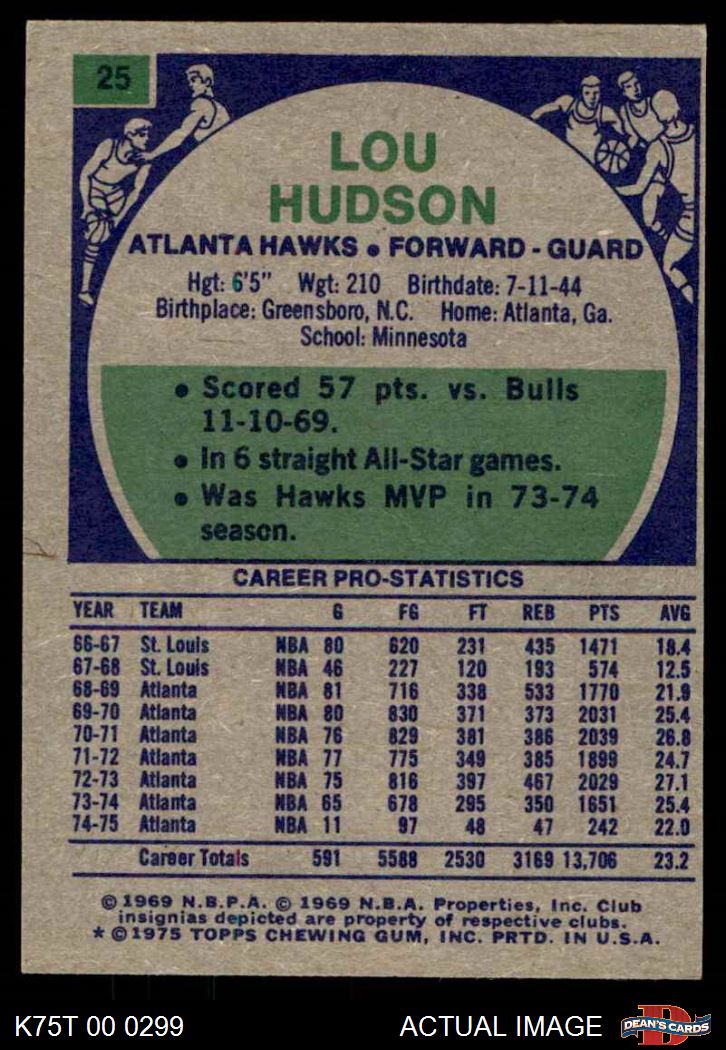 25
LOU
HUDSON
ATLANTA HAWKS • FORWARD - GUARD
Hgt: 6'5" Wgt: 210 Birthdate: 7-11-44
Birthplace: Greensboro, N.C. Home: Atlanta, Ga.
School: Minnesota
• Scored 57 pts. vs. Bulls
11-10-69.
• In 6 straight All-Star games.
• Was Hawks MVP in 73-74
season.
CAREER PRO-STATISTICS
YEAR TEAM G FG FT REB PTS AVG
66-67 St. Louis NBA 80 620 231 435 1471 18.4
67-68 St. Louis NBA 46 227 120 193 574 12.5
68-69 Atlanta NBA 81 716 338 533 1770 21.9
69-70 Atlanta NBA 80 830 371 373 2031 25.4
70-71 Atlanta NBA 76 829 381 386 2039 26.8
71-72 Atlanta NBA 77 775 349 385 1899 24.7
72-73 Atlanta NBA 75 816 397 467 2029 27.1
73-74 Atlanta NBA 65 678 295 350 1651 25.4
74-75 Atlanta NBA 11 97 48 47 242 22.0
Career Totals 591 5588 2530 3169 13,706 23.2
© 1969 N.B.P.A. © 1969 N.B.A. Properties, Inc. Club
insignias depicted are property of respective clubs.
* © 1975 TOPPS CHEWING GUM, INC. PRTD. IN U.S.A.
K75T 00 0299 ACTUAL IMAGE D DEAN'S CARDS